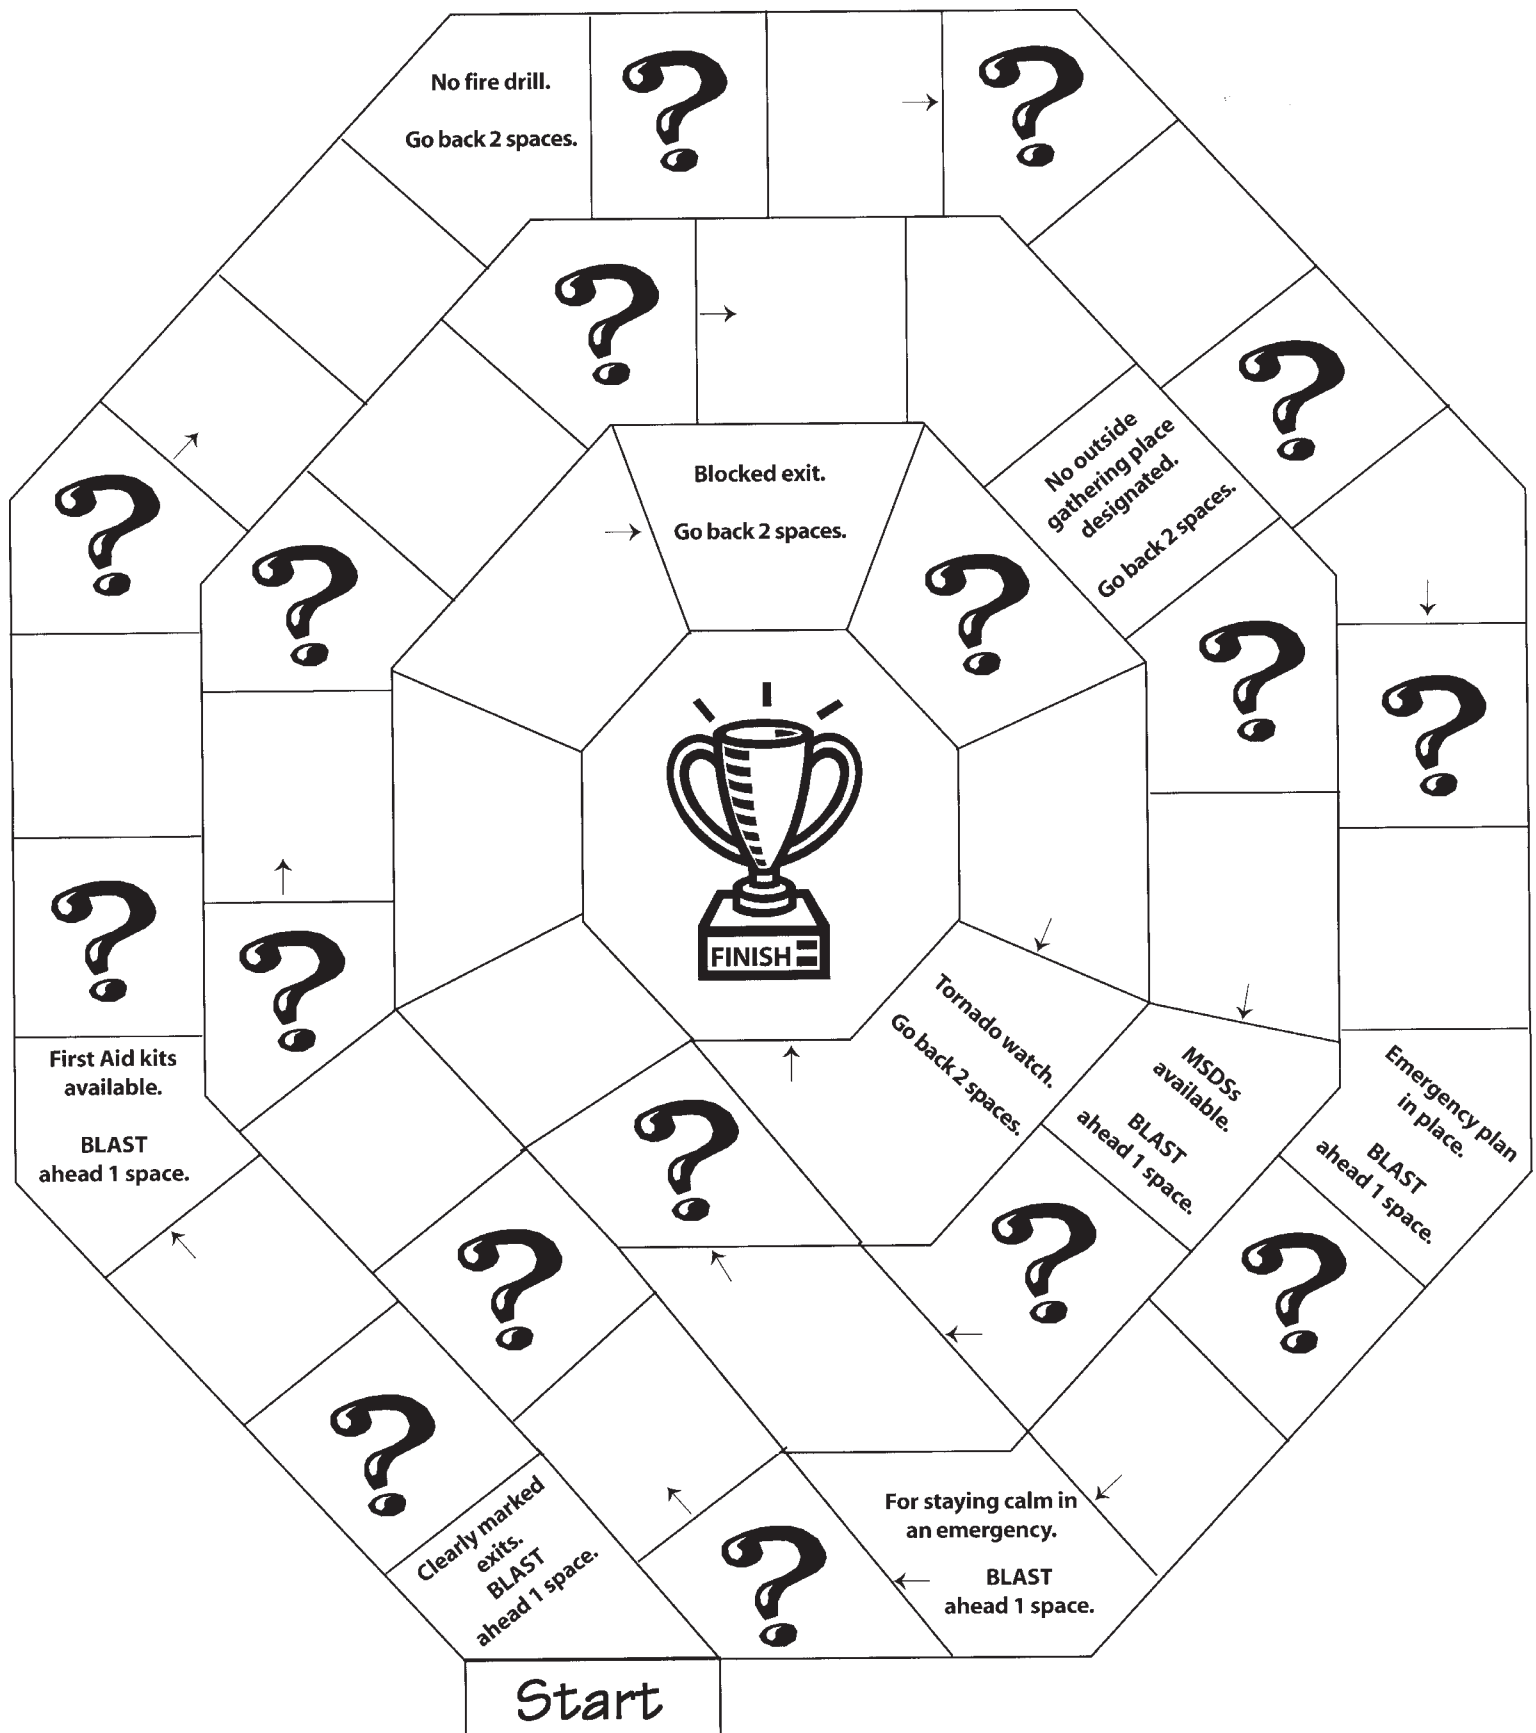 No fire drill.
Go back 2 spaces.
No outside
gathering place
designated.
Go back 2 spaces.
Blocked exit.
Go back 2 spaces.
FINISH
Tornado watch.
Go back 2 spaces.
MSDSs
available.
BLAST
ahead 1 space.
Emergency plan
in place.
BLAST
ahead 1 space.
First Aid kits
available.
BLAST
ahead 1 space.
Clearly marked
exits.
BLAST
ahead 1 space.
For staying calm in
an emergency.
BLAST
ahead 1 space.
Start